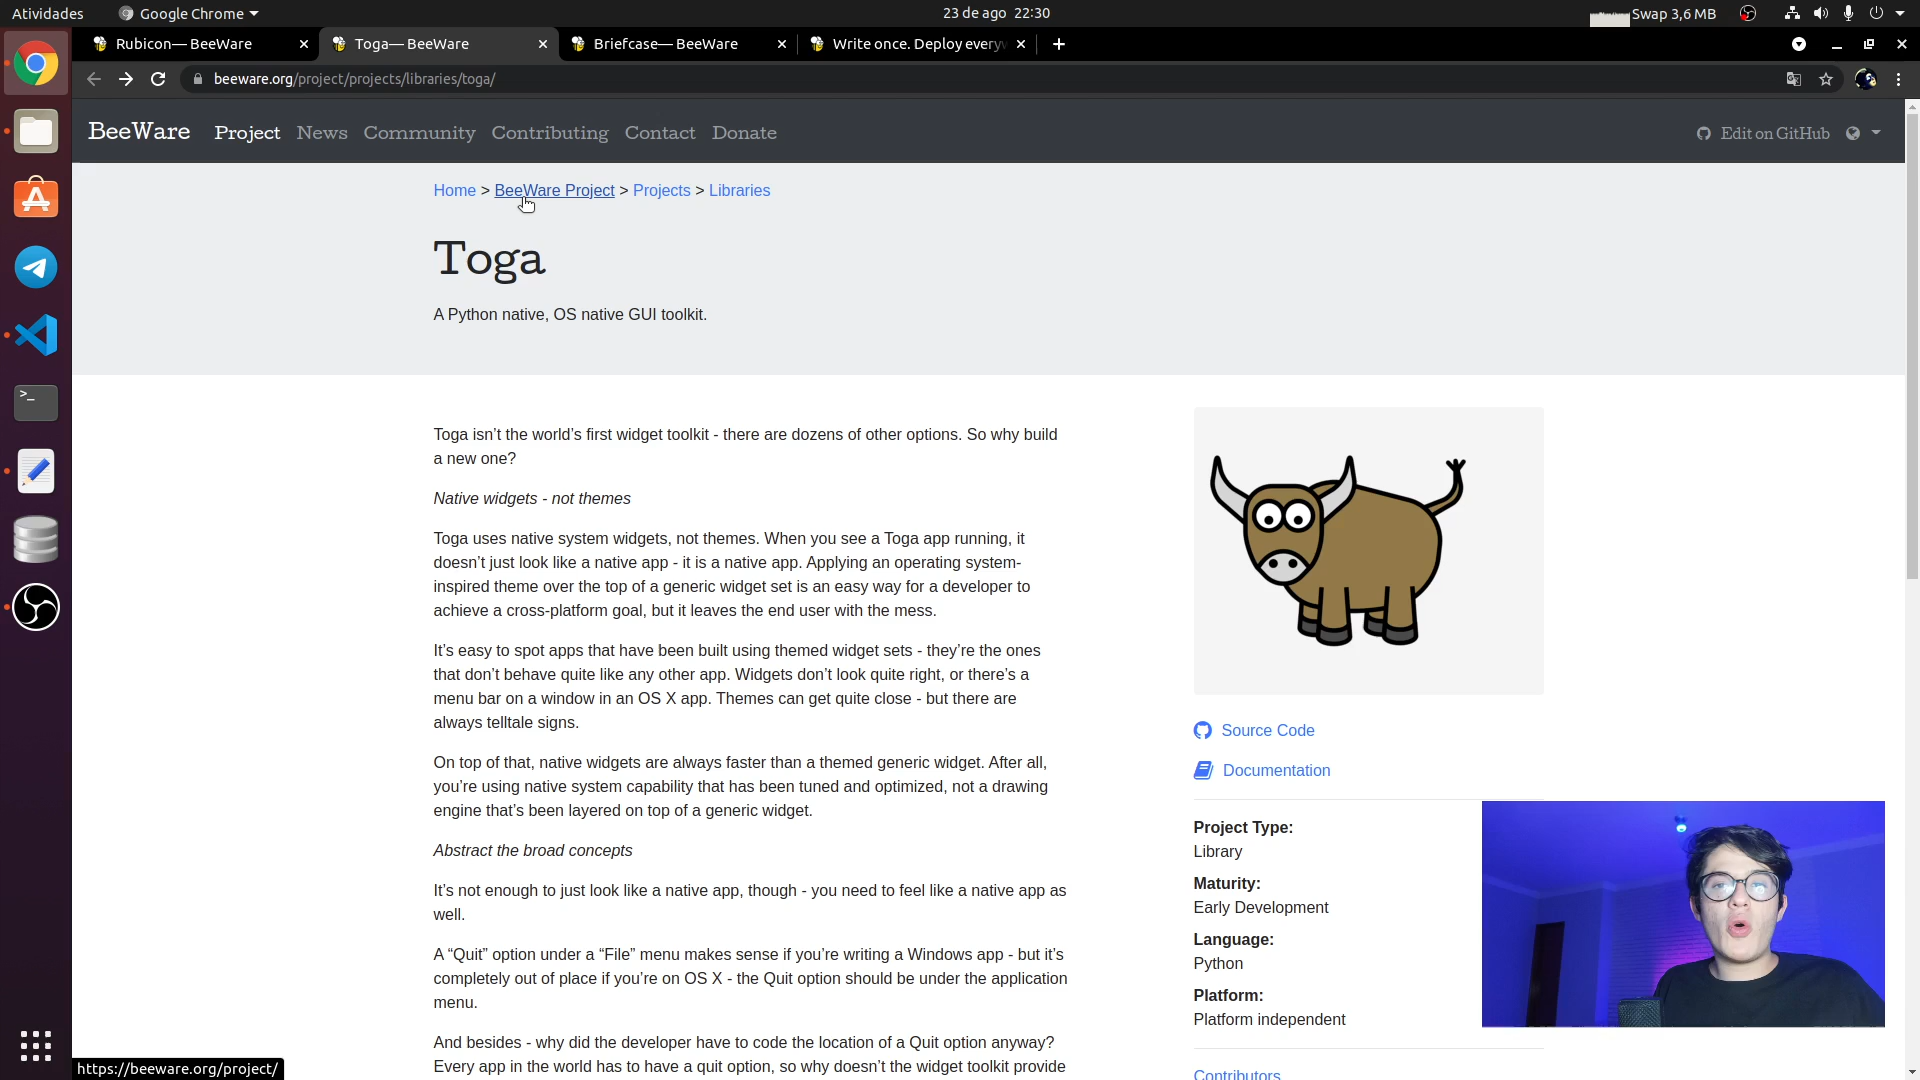 Atividades
Google Chrome
23 de ago 22:30
Swap 3,6 MB
Rubicon— BeeWare
Toga— BeeWare
Briefcase— BeeWare
Write once. Deploy everyw
beeware.org/project/projects/libraries/toga/
BeeWare Project News Community Contributing Contact Donate
Edit on GitHub
Home > BeeWare Project > Projects > Libraries
Toga
A Python native, OS native GUI toolkit.
Toga isn’t the world’s first widget toolkit - there are dozens of other options. So why build
a new one?
Native widgets - not themes
Toga uses native system widgets, not themes. When you see a Toga app running, it
doesn’t just look like a native app - it is a native app. Applying an operating system-
inspired theme over the top of a generic widget set is an easy way for a developer to
achieve a cross-platform goal, but it leaves the end user with the mess.
It’s easy to spot apps that have been built using themed widget sets - they’re the ones
that don’t behave quite like any other app. Widgets don’t look quite right, or there’s a
menu bar on a window in an OS X app. Themes can get quite close - but there are
always telltale signs.
On top of that, native widgets are always faster than a themed generic widget. After all,
you’re using native system capability that has been tuned and optimized, not a drawing
engine that’s been layered on top of a generic widget.
Abstract the broad concepts
It’s not enough to just look like a native app, though - you need to feel like a native app as
well.
A “Quit” option under a “File” menu makes sense if you’re writing a Windows app - but it’s
completely out of place if you’re on OS X - the Quit option should be under the application
menu.
And besides - why did the developer have to code the location of a Quit option anyway?
Every app in the world has to have a quit option, so why doesn’t the widget toolkit provide
Source Code
Documentation
Project Type:
Library
Maturity:
Early Development
Language:
Python
Platform:
Platform independent
Contributors
https://beeware.org/project/